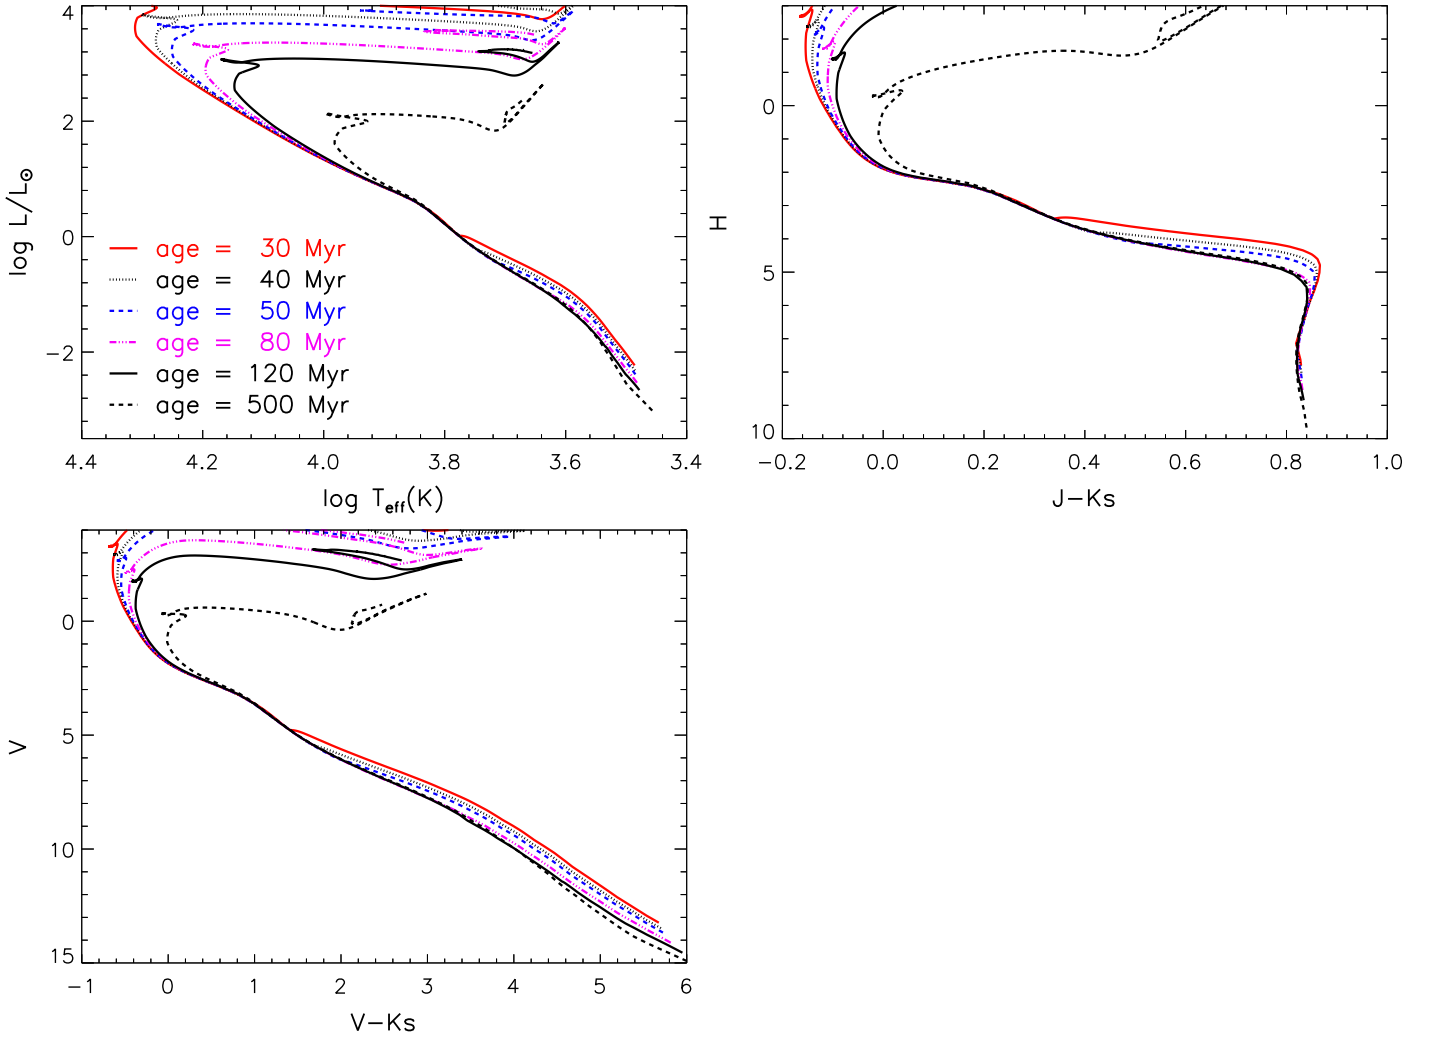 4
2
0
−2
log L/L⊙
age = 30 Myr
age = 40 Myr
age = 50 Myr
age = 80 Myr
age = 120 Myr
age = 500 Myr
4.4 4.2 4.0 3.8 3.6 3.4
log Teff(K)
0
5
10
H
−0.2 0.0 0.2 0.4 0.6 0.8 1.0
J−Ks
0
5
10
15
V
−1 0 1 2 3 4 5 6
V−Ks